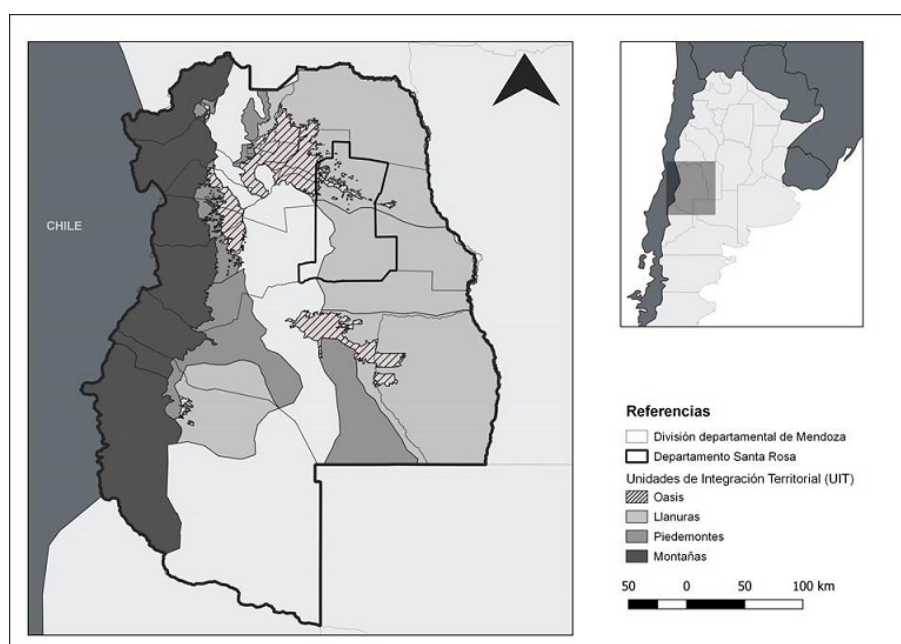 CHILE
Referencias
División departamental de Mendoza
Departamento Santa Rosa
Unidades de Integración Territorial (UIT)
Oasis
Llanuras
Piedemontes
Montañas
50 0 50 100 km